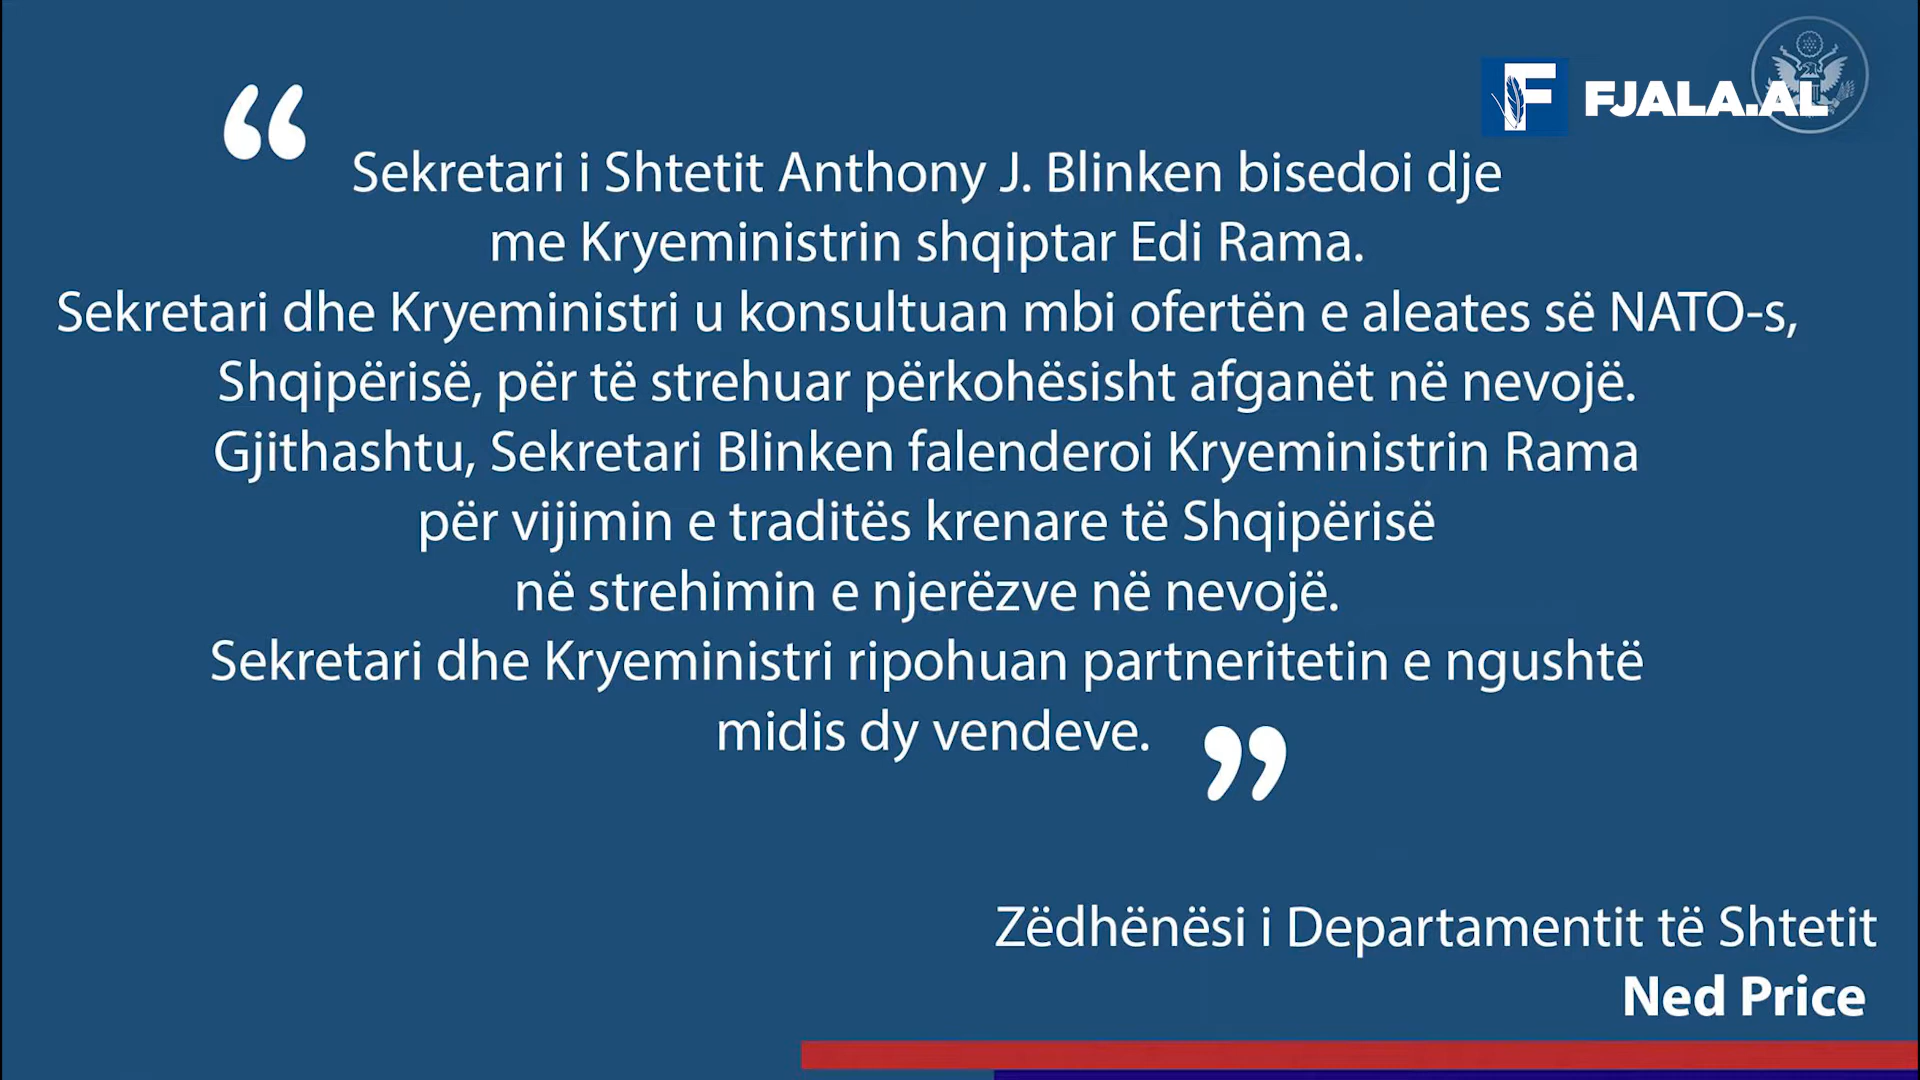 FJALA.AL
“
Sekretari i Shtetit Anthony J. Blinken bisedoi dje
me Kryeministrin shqiptar Edi Rama.
Sekretari dhe Kryeministri u konsultuan mbi ofertën e aleates së NATO-s,
Shqipërisë, për të strehuar përkohësisht afganët në nevojë.
Gjithashtu, Sekretari Blinken falenderoi Kryeministrin Rama
për vijimin e traditës krenare të Shqipërisë
në strehimin e njerëzve në nevojë.
Sekretari dhe Kryeministri ripohuan partneritetin e ngushtë
midis dy vendeve. ”
Zëdhënësi i Departamentit të Shtetit
Ned Price